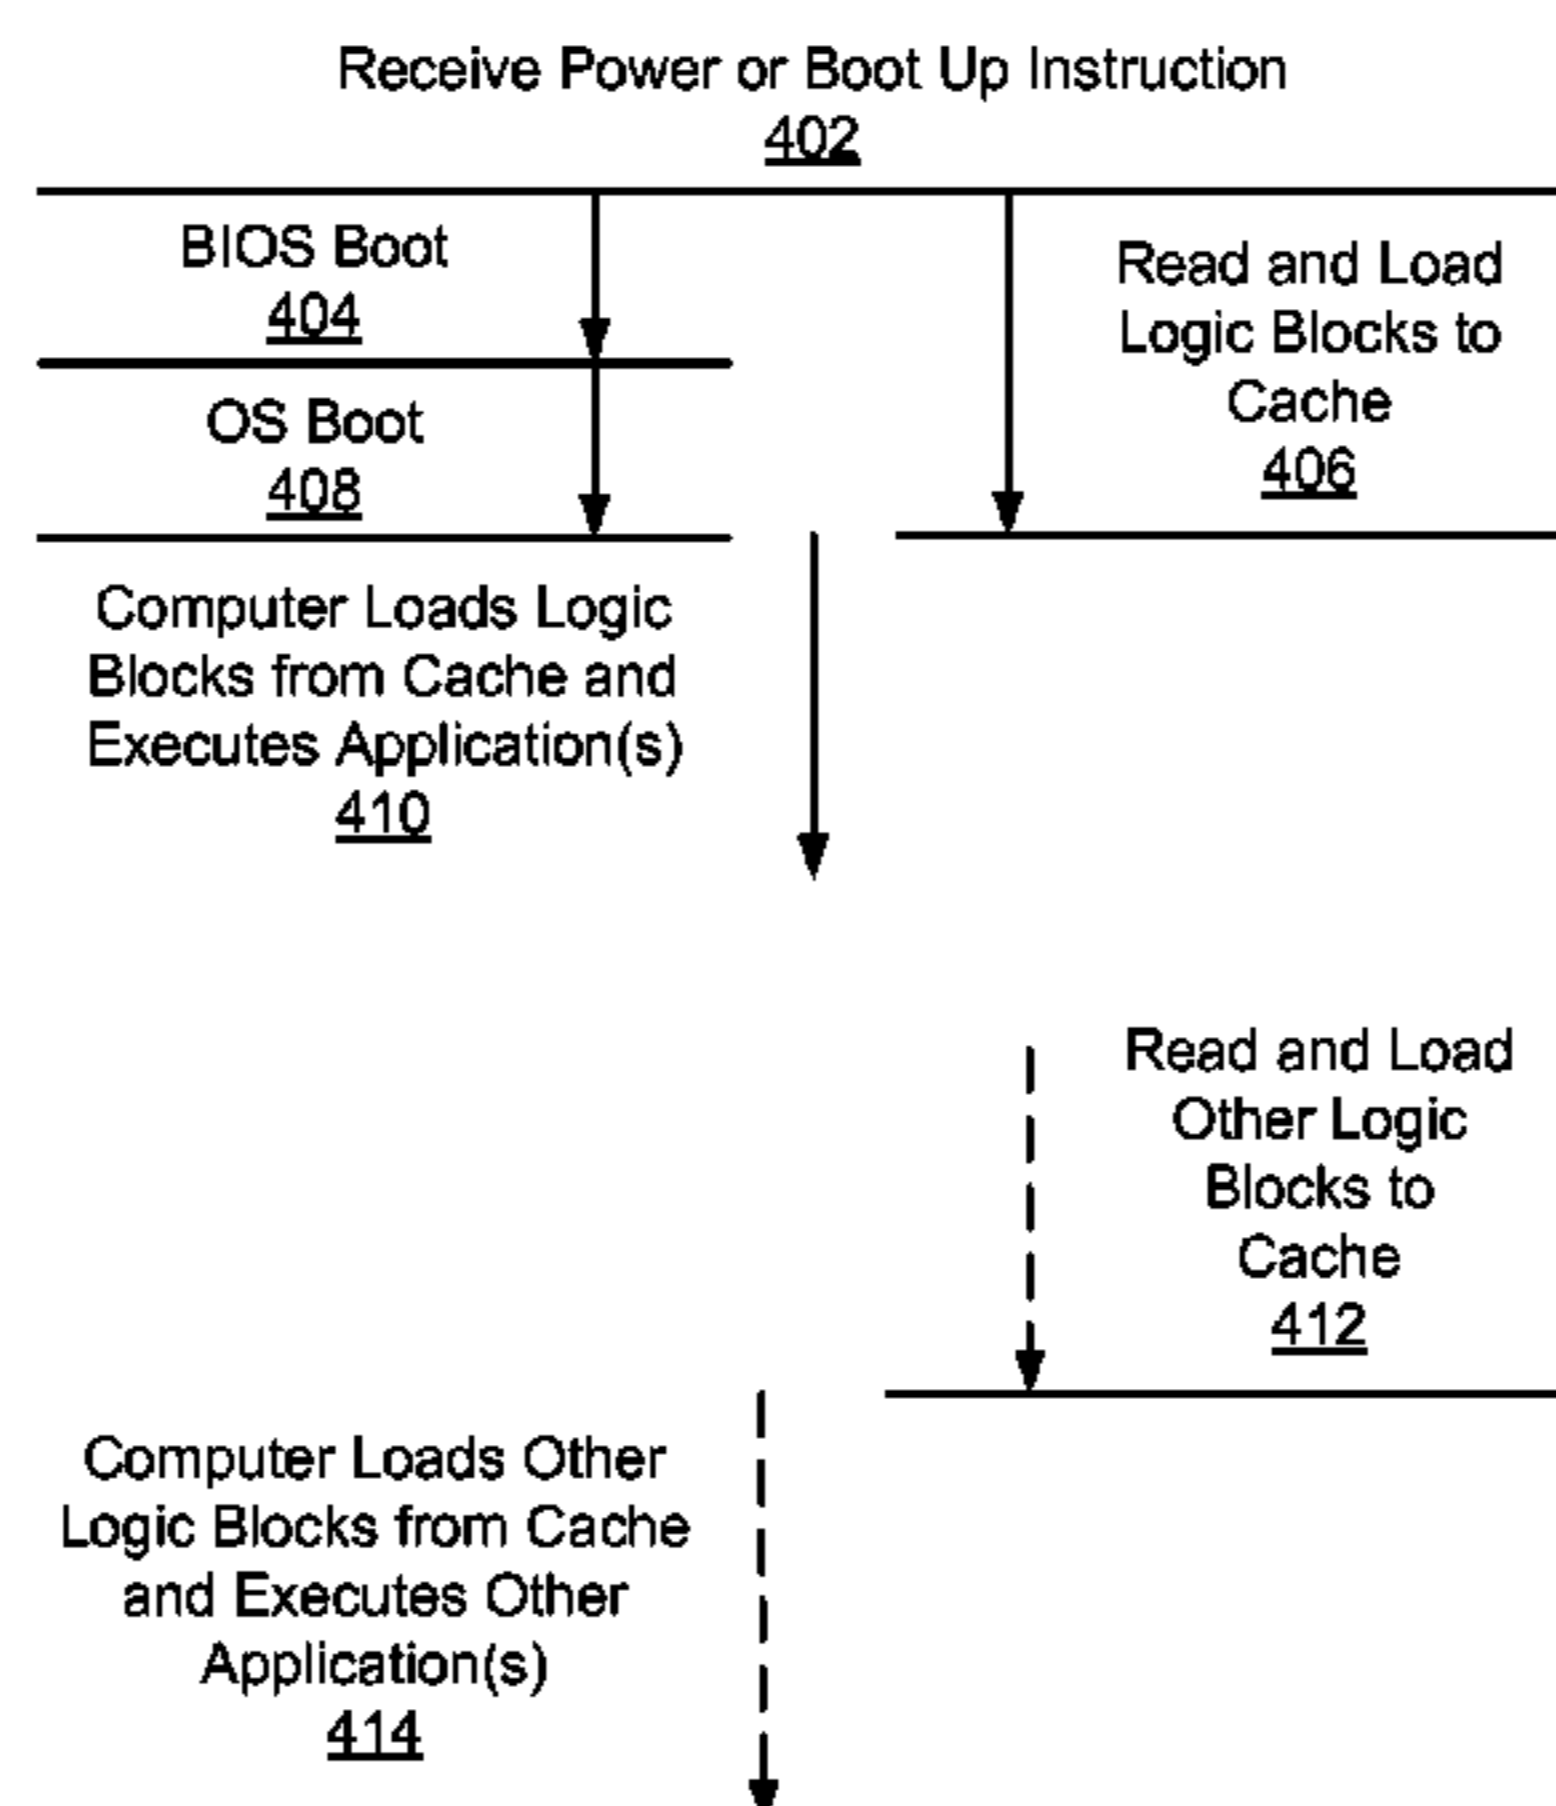 Receive Power or Boot Up Instruction
402
BIOS Boot
404
Read and Load
Logic Blocks to
Cache
406
OS Boot
408
Computer Loads Logic
Blocks from Cache and
Executes Application(s)
410
Read and Load
Other Logic
Blocks to
Cache
412
Computer Loads Other
Logic Blocks from Cache
and Executes Other
Application(s)
414